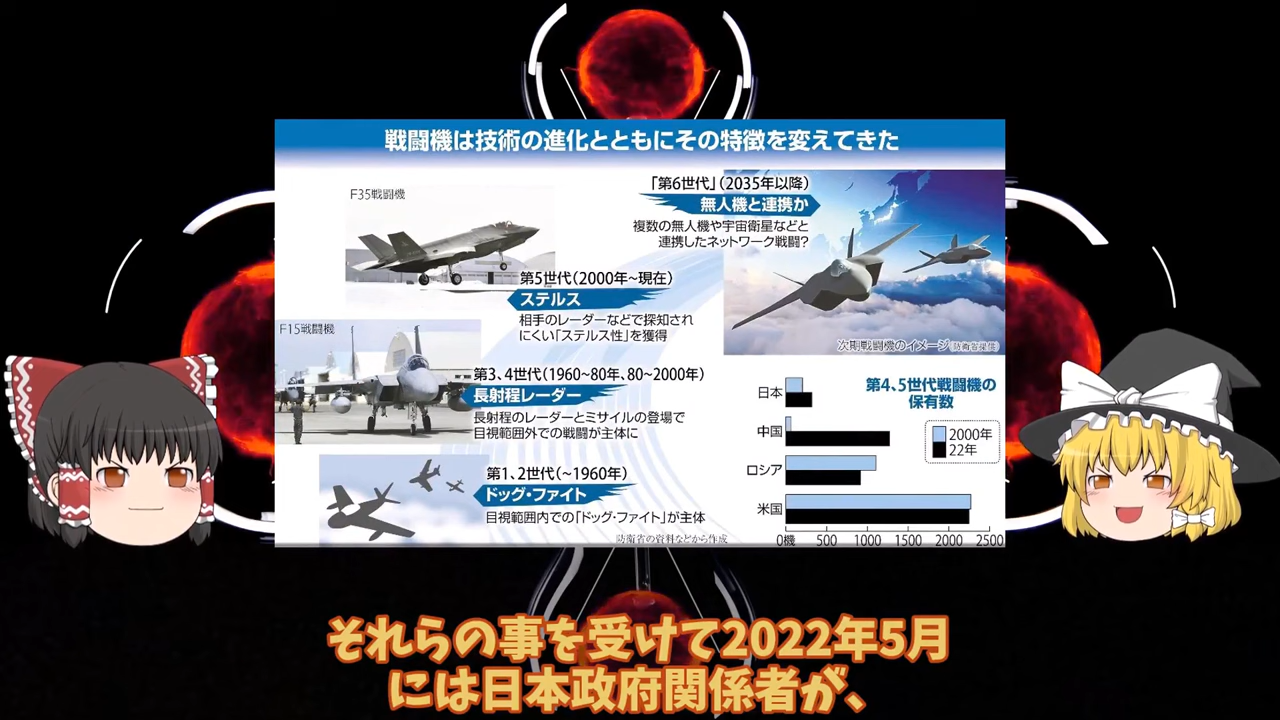 戦闘機は技術の進化とともにその特徴を変えてきた
F35戦闘機
「第6世代」(2035年以降)
無人機と連携か
複数の無人機や宇宙衛星などと
連携したネットワーク戦闘?
次期戦闘機のイメージ(防衛省提供)
第5世代(2000年~現在)
ステルス
相手のレーダーなどで探知され
にくい「ステルス性」を獲得
F15戦闘機
第3、4世代(1960~80年、80~2000年)
長射程レーダー
長射程のレーダーとミサイルの登場で
目視範囲外での戦闘が主体に
第1、2世代(~1960年)
ドッグ・ファイト
目視範囲内での「ドッグ・ファイト」が主体
防衛省の資料などから作成
第4、5世代戦闘機の
保有数
2000年
22年
日本
中国
ロシア
米国
0機 500 1000 1500 2000 2500
それらの事を受けて2022年5月
には日本政府関係者が、